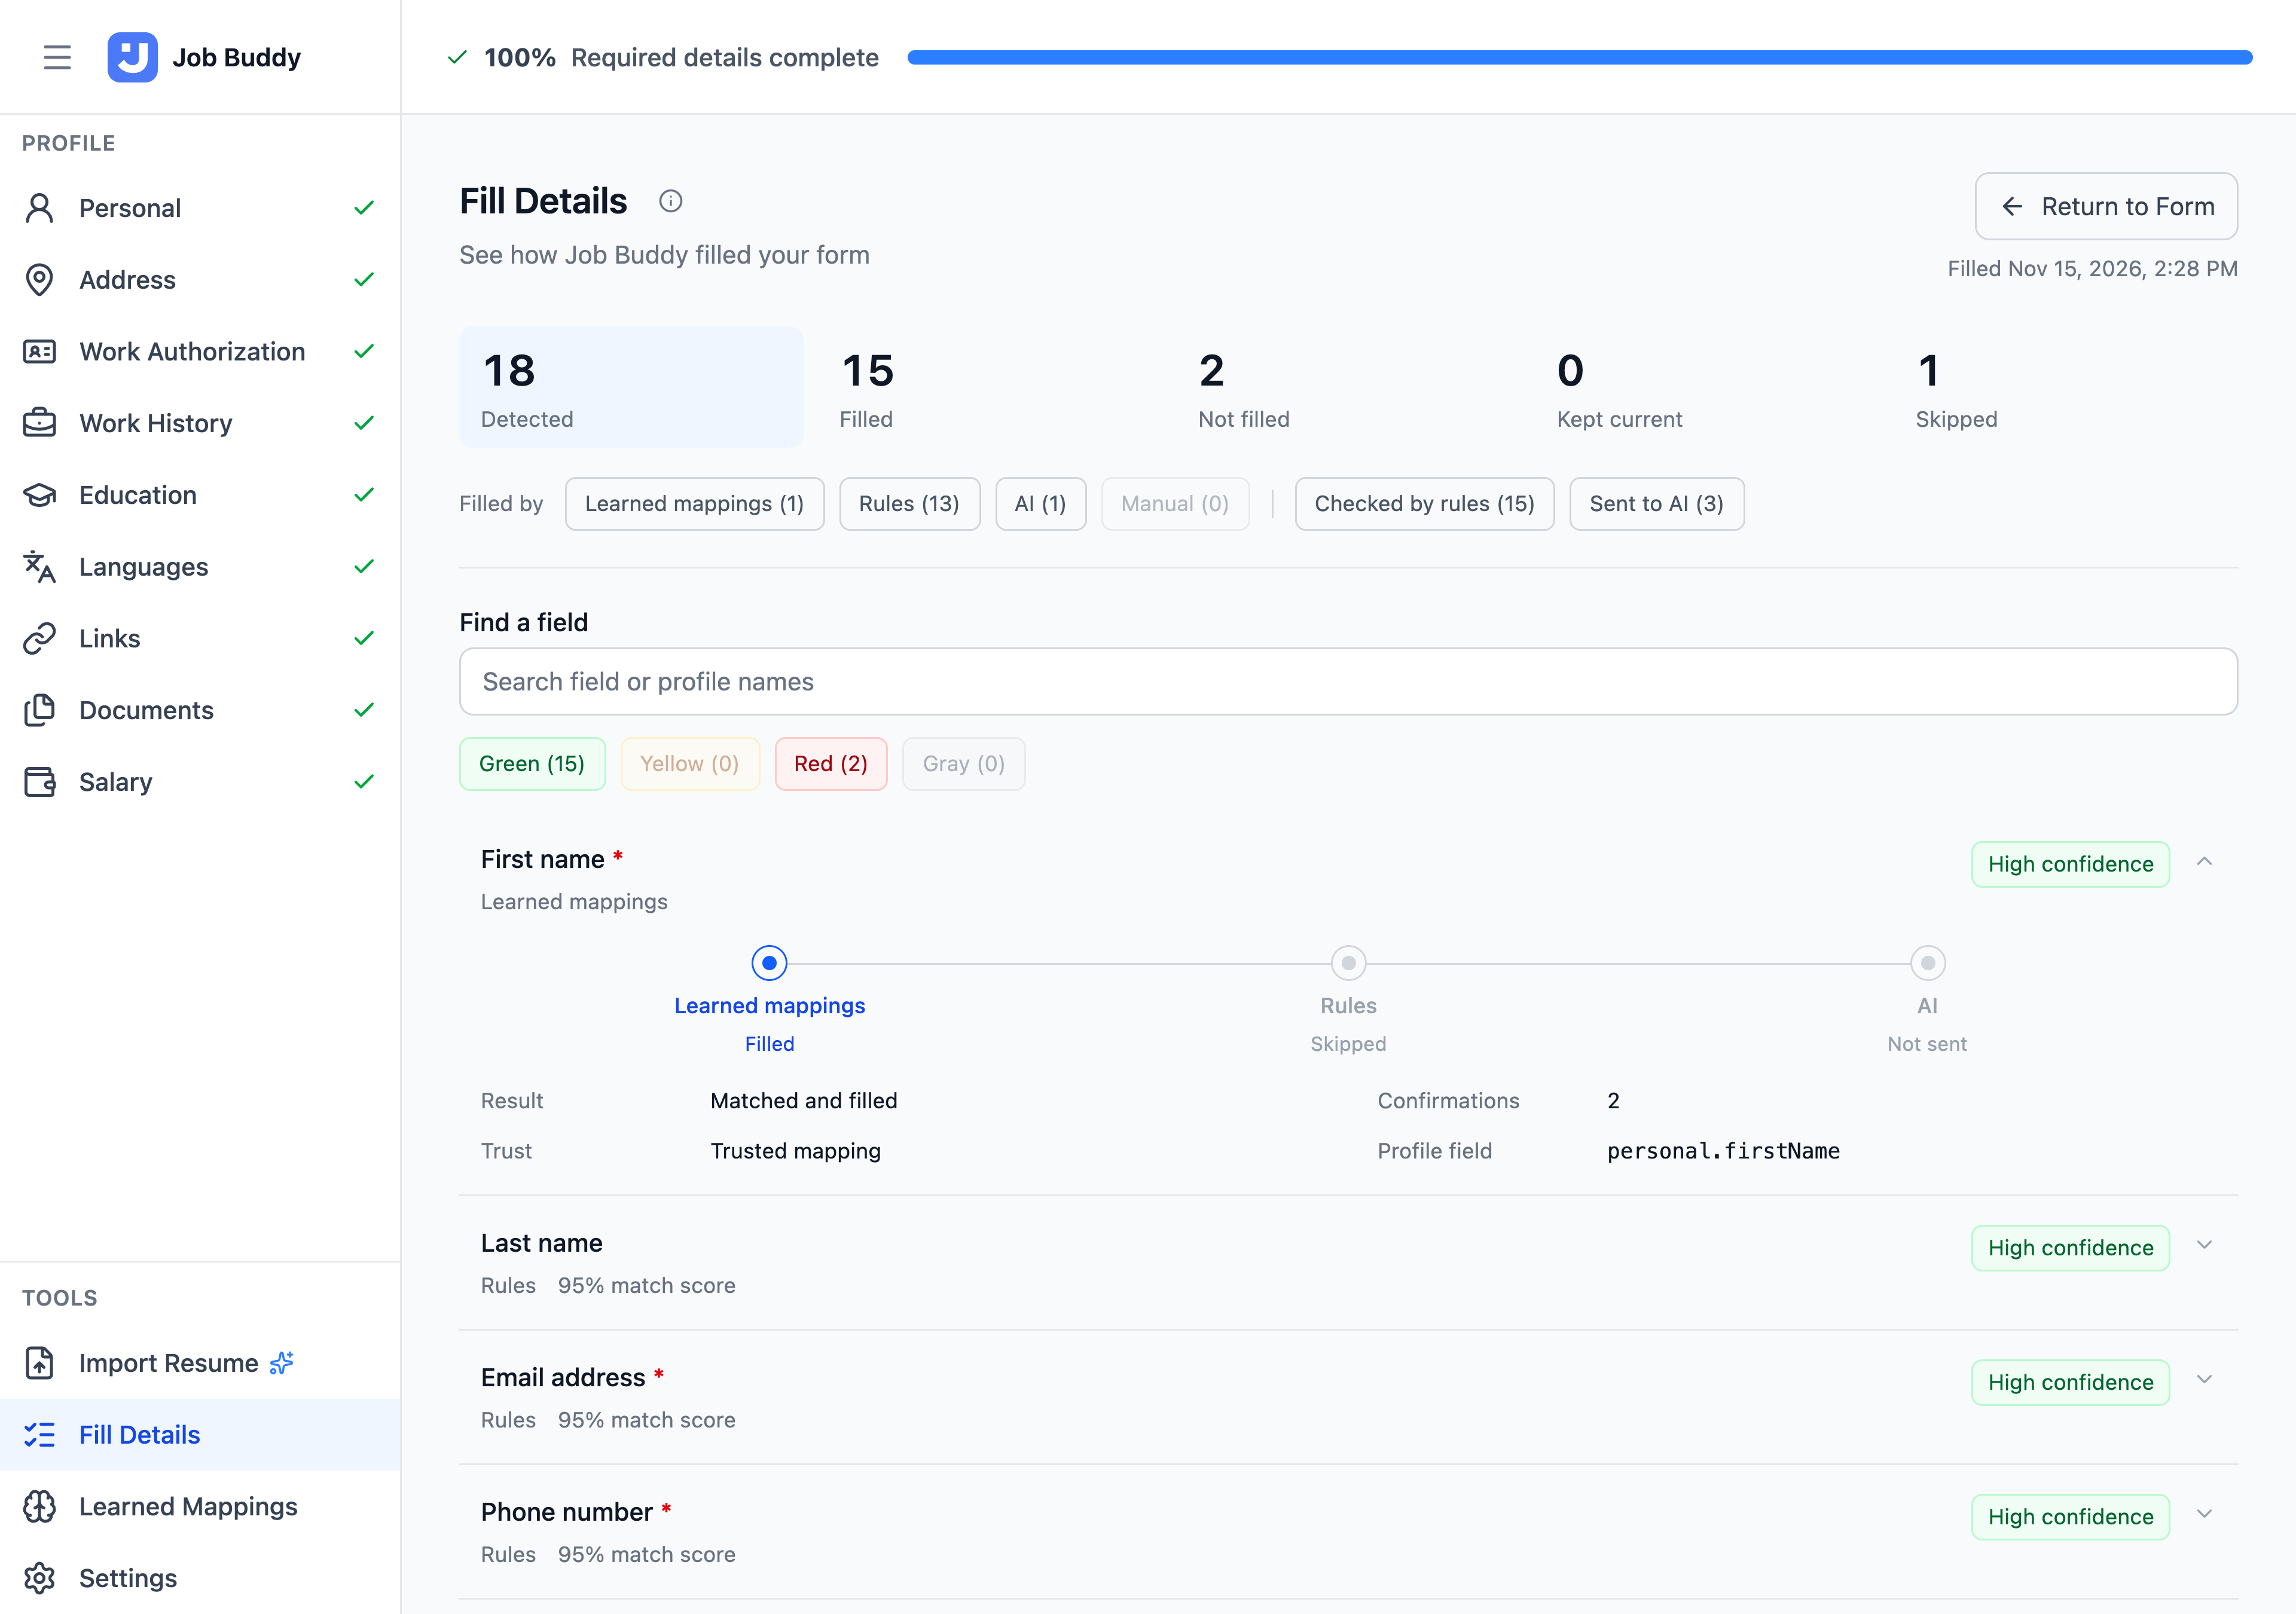 Job Buddy
100% Required details complete
PROFILE
Personal
Address
Work Authorization
Work History
Education
Languages
Links
Documents
Salary
TOOLS
Import Resume
Fill Details
Learned Mappings
Settings
Fill Details
See how Job Buddy filled your form
Return to Form
Filled Nov 15, 2026, 2:28 PM
18
Detected
15
Filled
2
Not filled
0
Kept current
1
Skipped
Filled by Learned mappings (1) Rules (13) AI (1) Manual (0) Checked by rules (15) Sent to AI (3)
Find a field
Search field or profile names
Green (15) Yellow (0) Red (2) Gray (0)
First name *
High confidence
Learned mappings
Learned mappings
Filled
Rules
Skipped
AI
Not sent
Result Matched and filled Confirmations 2
Trust Trusted mapping Profile field personal.firstName
Last name
High confidence
Rules 95% match score
Email address *
High confidence
Rules 95% match score
Phone number *
High confidence
Rules 95% match score